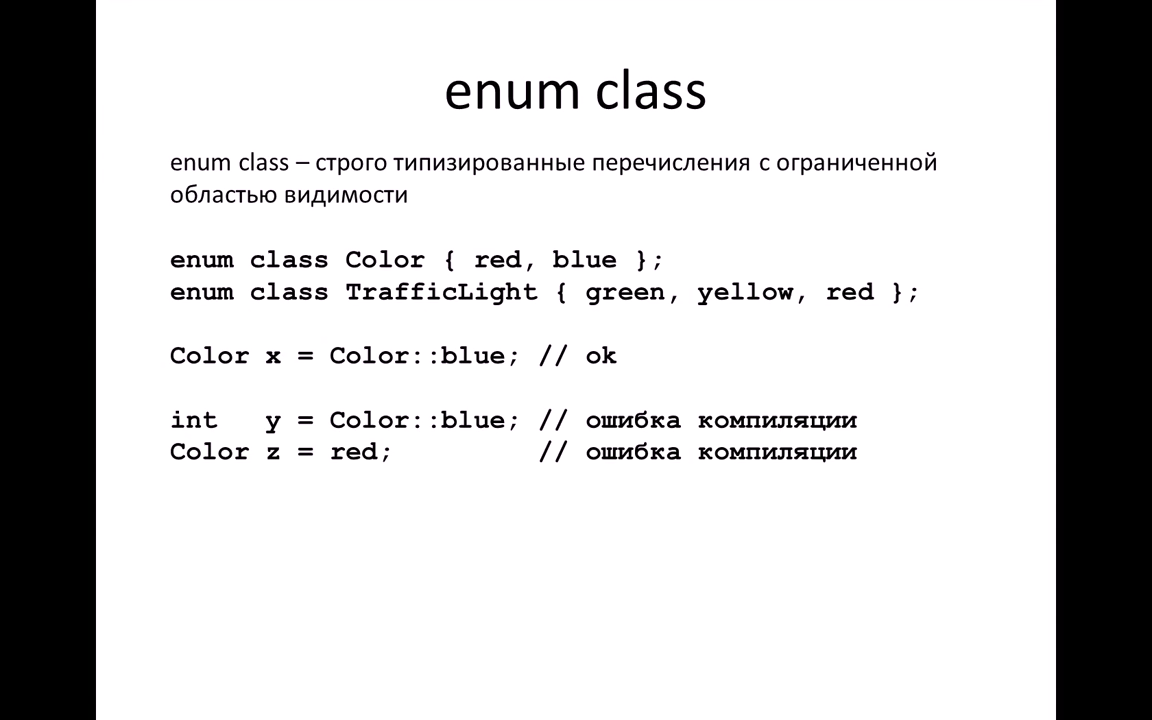 enum class
enum class – строго типизированные перечисления с ограниченной
областью видимости
enum class Color { red, blue };
enum class TrafficLight { green, yellow, red };
Color x = Color::blue; // ok
int   y = Color::blue; // ошибка компиляции
Color z = red;         // ошибка компиляции